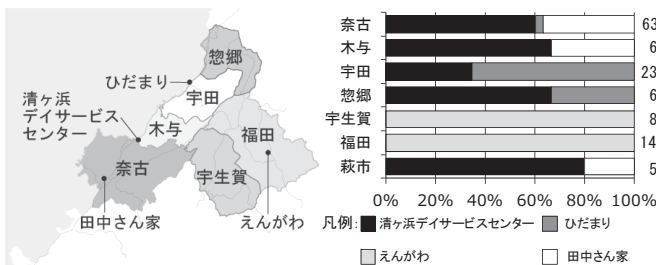 惣郷
ひだまり
宇田
清ヶ浜
デイサービス
センター
木与
福田
奈古
宇生賀
田中さん家
えんがわ
奈古 63
木与 6
宇田 23
惣郷 6
宇生賀 8
福田 14
萩市 5
0% 20% 40% 60% 80% 100%
凡例: 清ヶ浜デイサービスセンター ひだまり
えんがわ 田中さん家